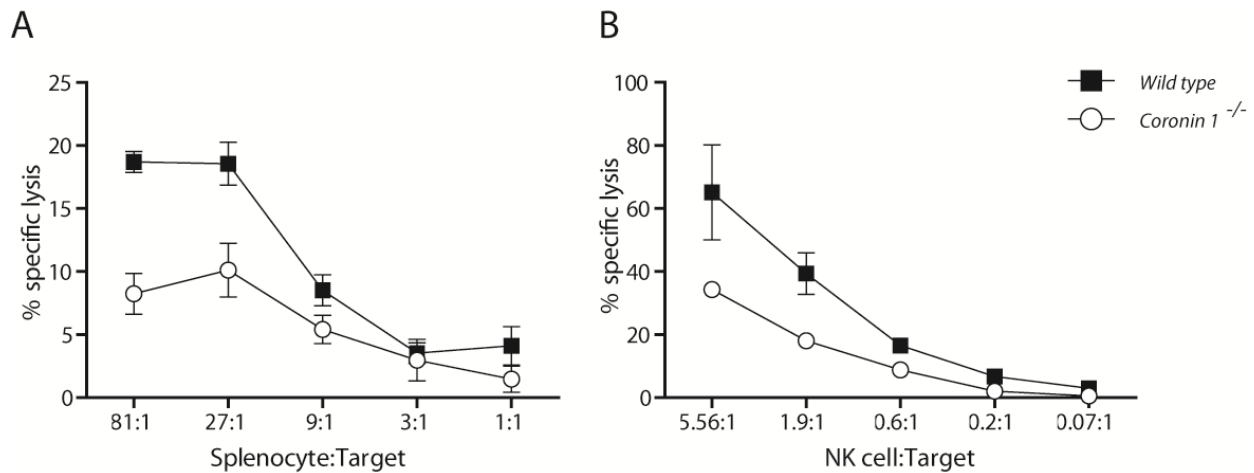 A
B
25
20
15
10
5
0
% specific lysis
81:1
27:1
9:1
3:1
1:1
Splenocyte:Target
100
80
60
40
20
0
% specific lysis
5.56:1
1.9:1
0.6:1
0.2:1
0.07:1
NK cell:Target
Wild type
Coronin 1 -/-